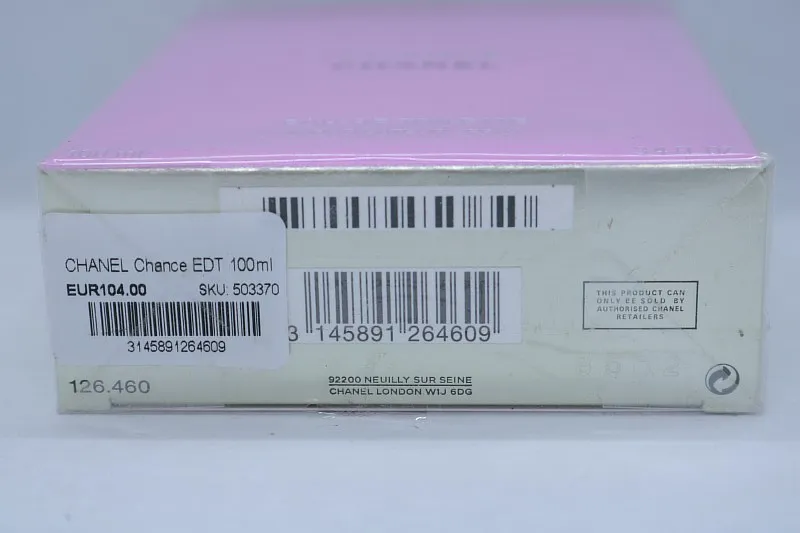 CHANEL
CHANEL Chance EDT 100ml
EUR104.00 SKU: 503370
3145891264609
3 145891 264609
THIS PRODUCT CAN
ONLY BE SOLD BY
AUTHORISED CHANEL
RETAILERS
126.460
92200 NEUILLY SUR SEINE
CHANEL LONDON W1J 6DG